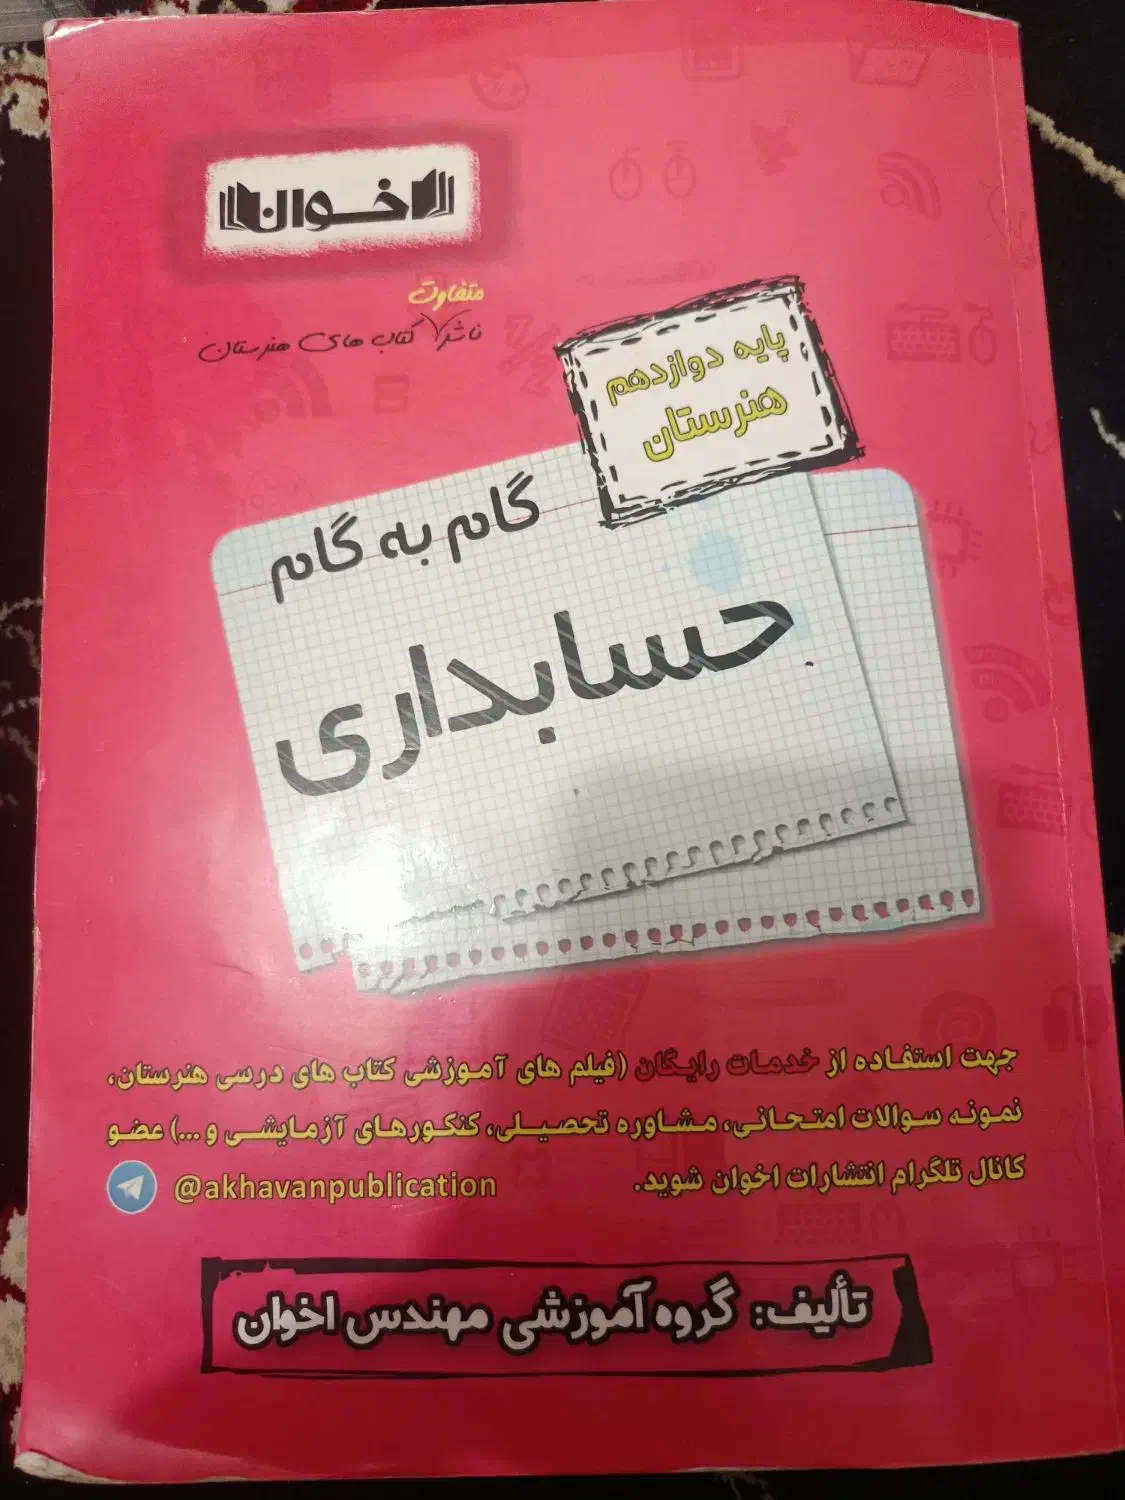 اخوان
متفاوت
ناشر کتاب های هنرستان
پایه دوازدهم
هنرستان
گام به گام
حسابداری
جهت استفاده از خدمات رایگان (فیلم های آموزشی کتاب های درسی هنرستان،
نمونه سوالات امتحانی، مشاوره تحصیلی، کنکورهای آزمایشی و ...) عضو
کانال تلگرام انتشارات اخوان شوید. @akhavanpublication
تألیف: گروه آموزشی مهندس اخوان